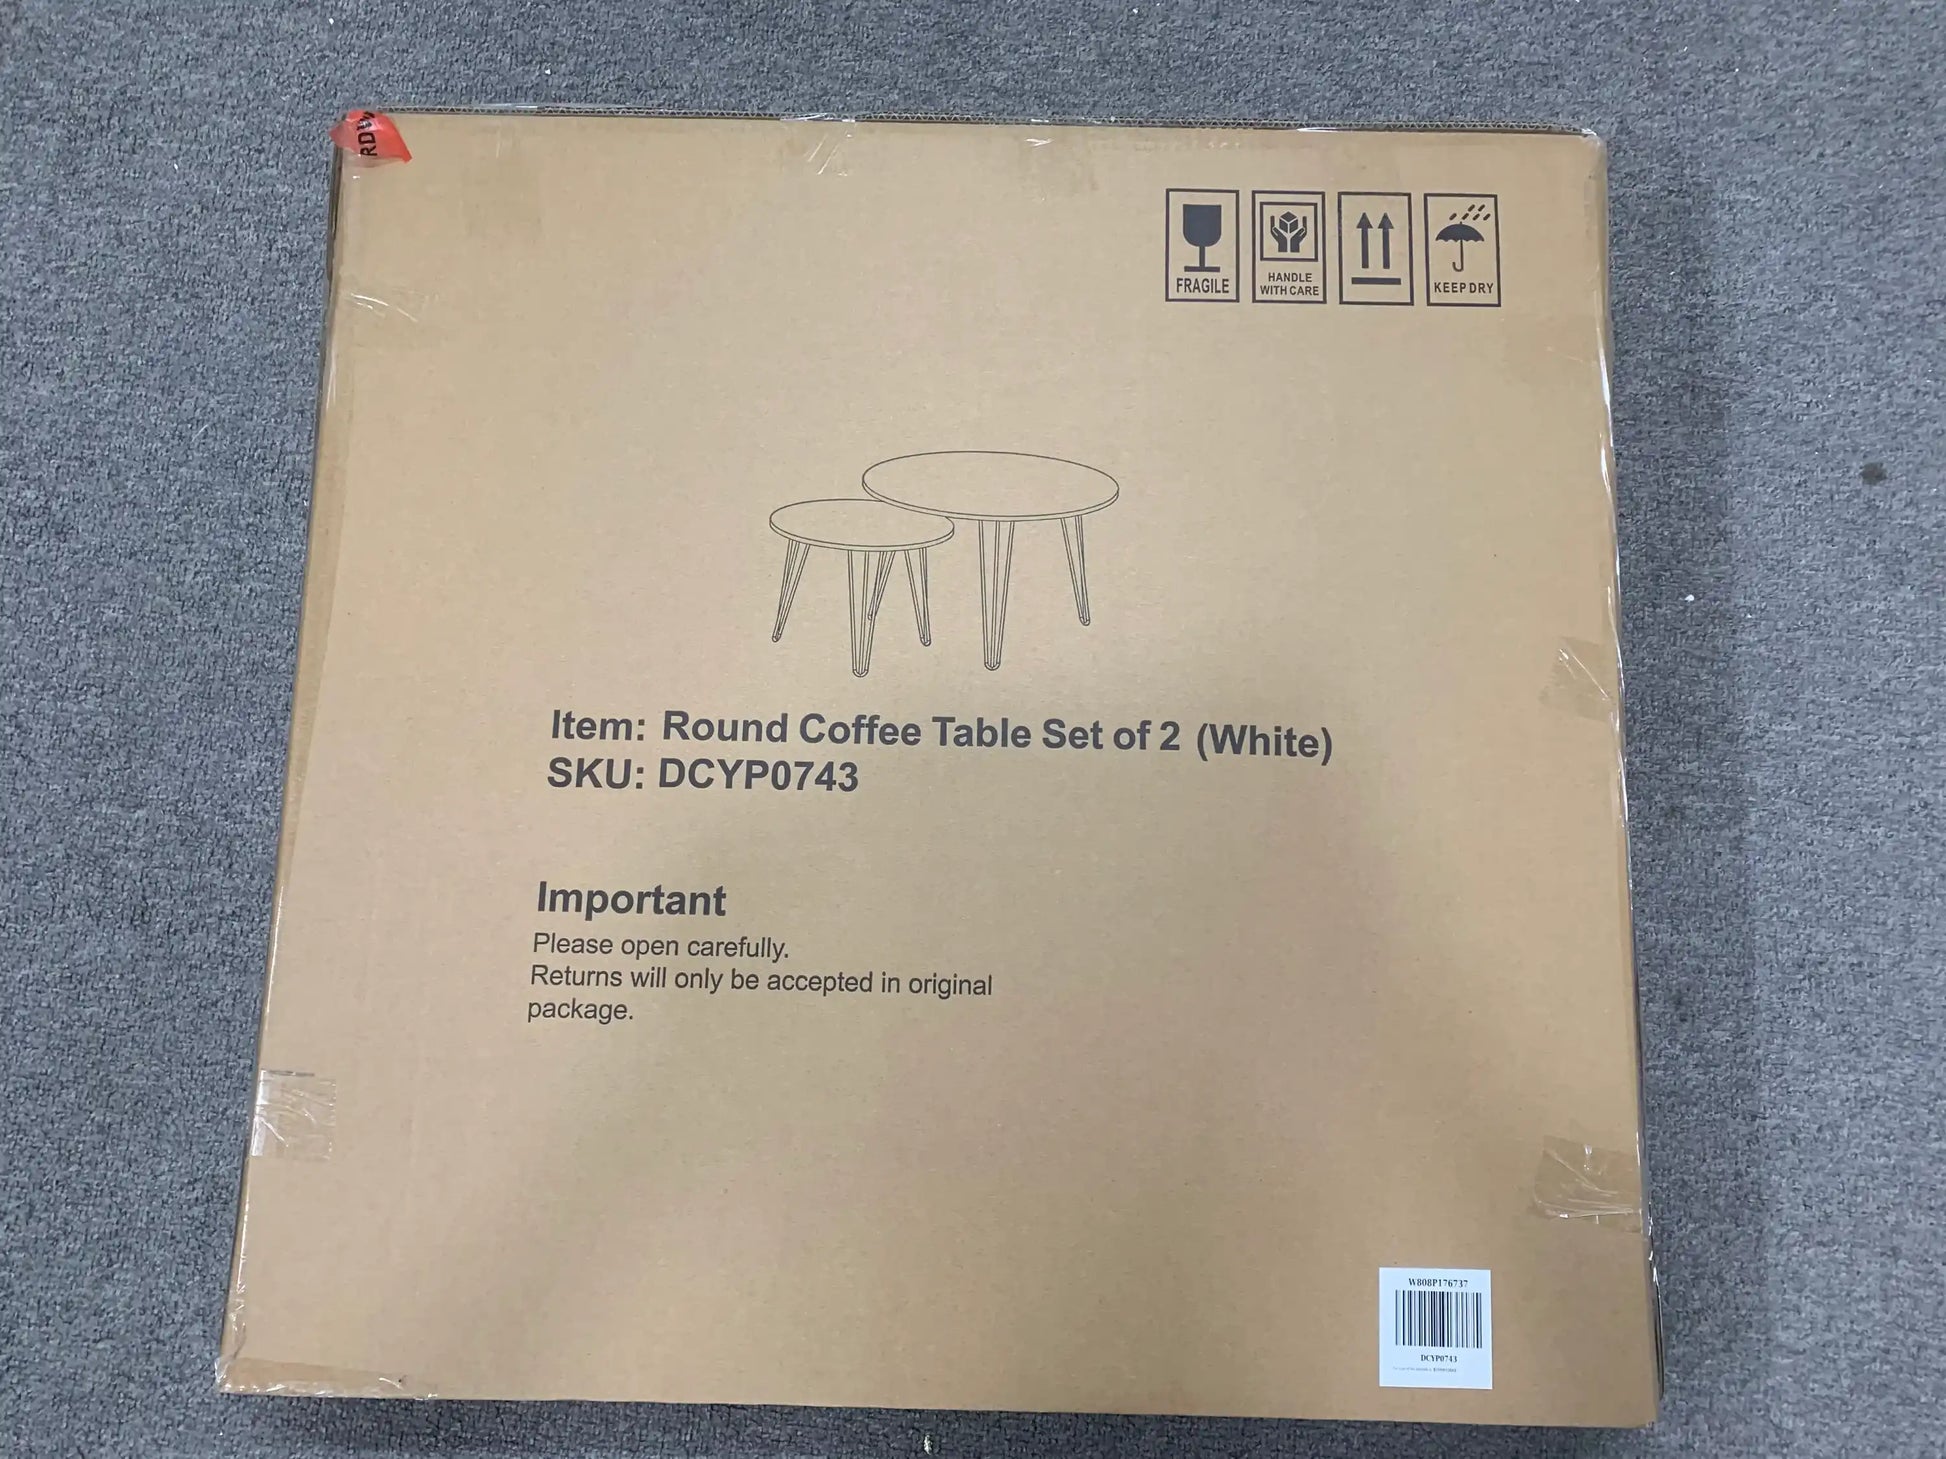 FRAGILE
HANDLE
WITH CARE
KEEP DRY
Item: Round Coffee Table Set of 2 (White)
SKU: DCYP0743
Important
Please open carefully.
Returns will only be accepted in original
package.
W808P176737
DCYP0743